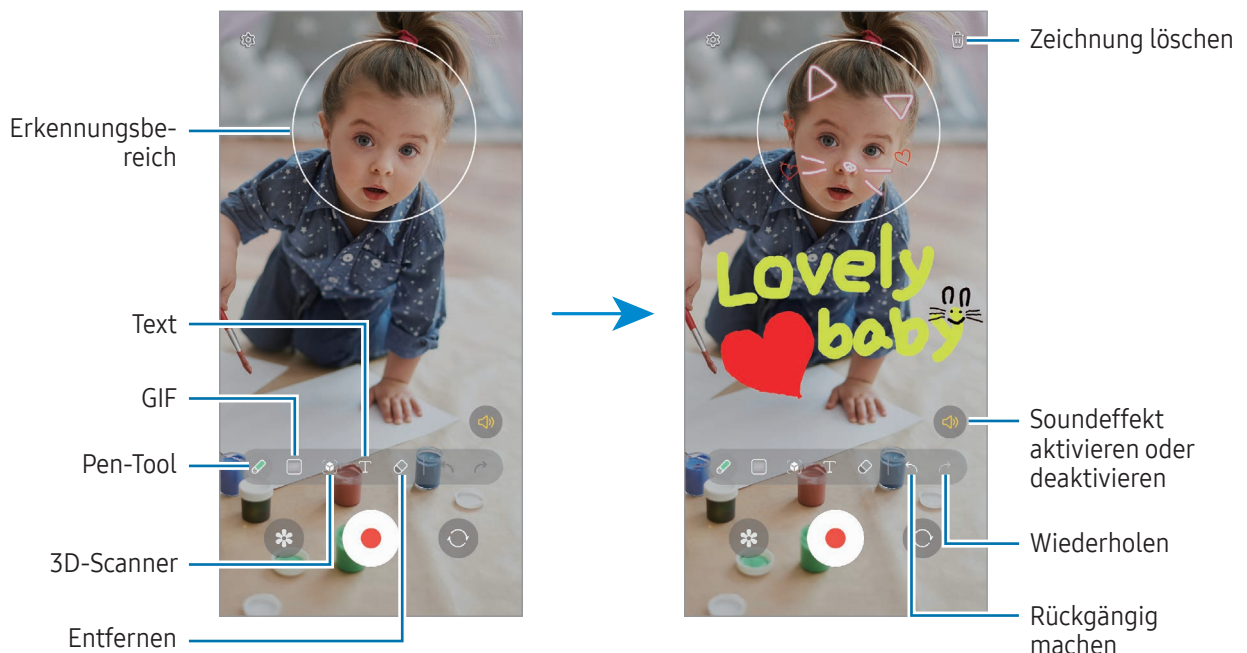 Erkennungsbe-
reich
Text
GIF
Pen-Tool
3D-Scanner
Entfernen
T
Lovely
baby
T
Zeichnung löschen
Soundeffekt
aktivieren oder
deaktivieren
Wiederholen
Rückgängig
machen